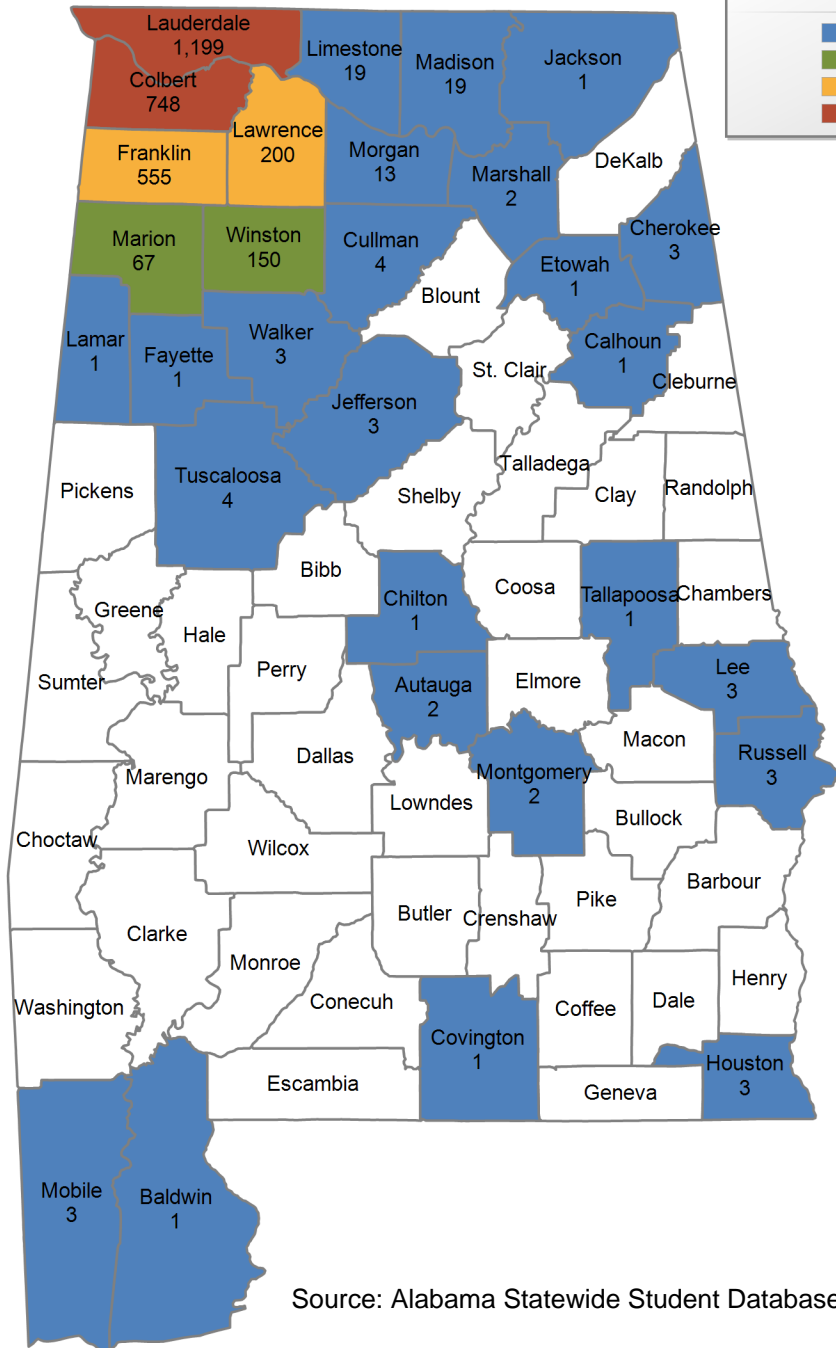 Lauderdale
1,199
Limestone
19
Madison
19
Jackson
1
Colbert
748
Lawrence
200
Franklin
555
Morgan
13
Marshall
2
DeKalb
Cherokee
3
Marion
67
Winston
150
Cullman
4
Etowah
1
Blount
Lamar
1
Fayette
1
Walker
3
Calhoun
1
St. Clair
Cleburne
Jefferson
3
Tuscaloosa
4
Pickens
Shelby
Talladega
Clay
Randolph
Bibb
Greene
Hale
Chilton
1
Coosa
Tallapoosa
1
Chambers
Sumter
Perry
Autauga
2
Elmore
Lee
3
Marengo
Dallas
Macon
Montgomery
2
Russell
3
Lowndes
Bullock
Choctaw
Wilcox
Barbour
Clarke
Butler
Crenshaw
Pike
Monroe
Washington
Conecuh
Coffee
Dale
Henry
Covington
1
Houston
3
Escambia
Geneva
Mobile
3
Baldwin
1
Source: Alabama Statewide Student Database